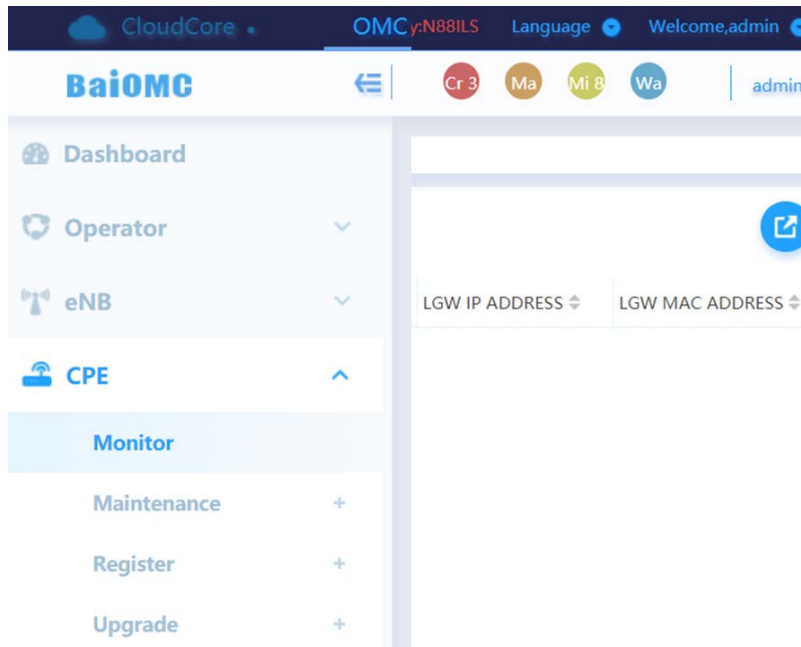 CloudCore OMC y:N88ILS Language Welcome,admin
BaiOMC Cr 3 Ma Mi 8 Wa admin
Dashboard
Operator
eNB
LGW IP ADDRESS LGW MAC ADDRESS
CPE
Monitor
Maintenance +
Register +
Upgrade +